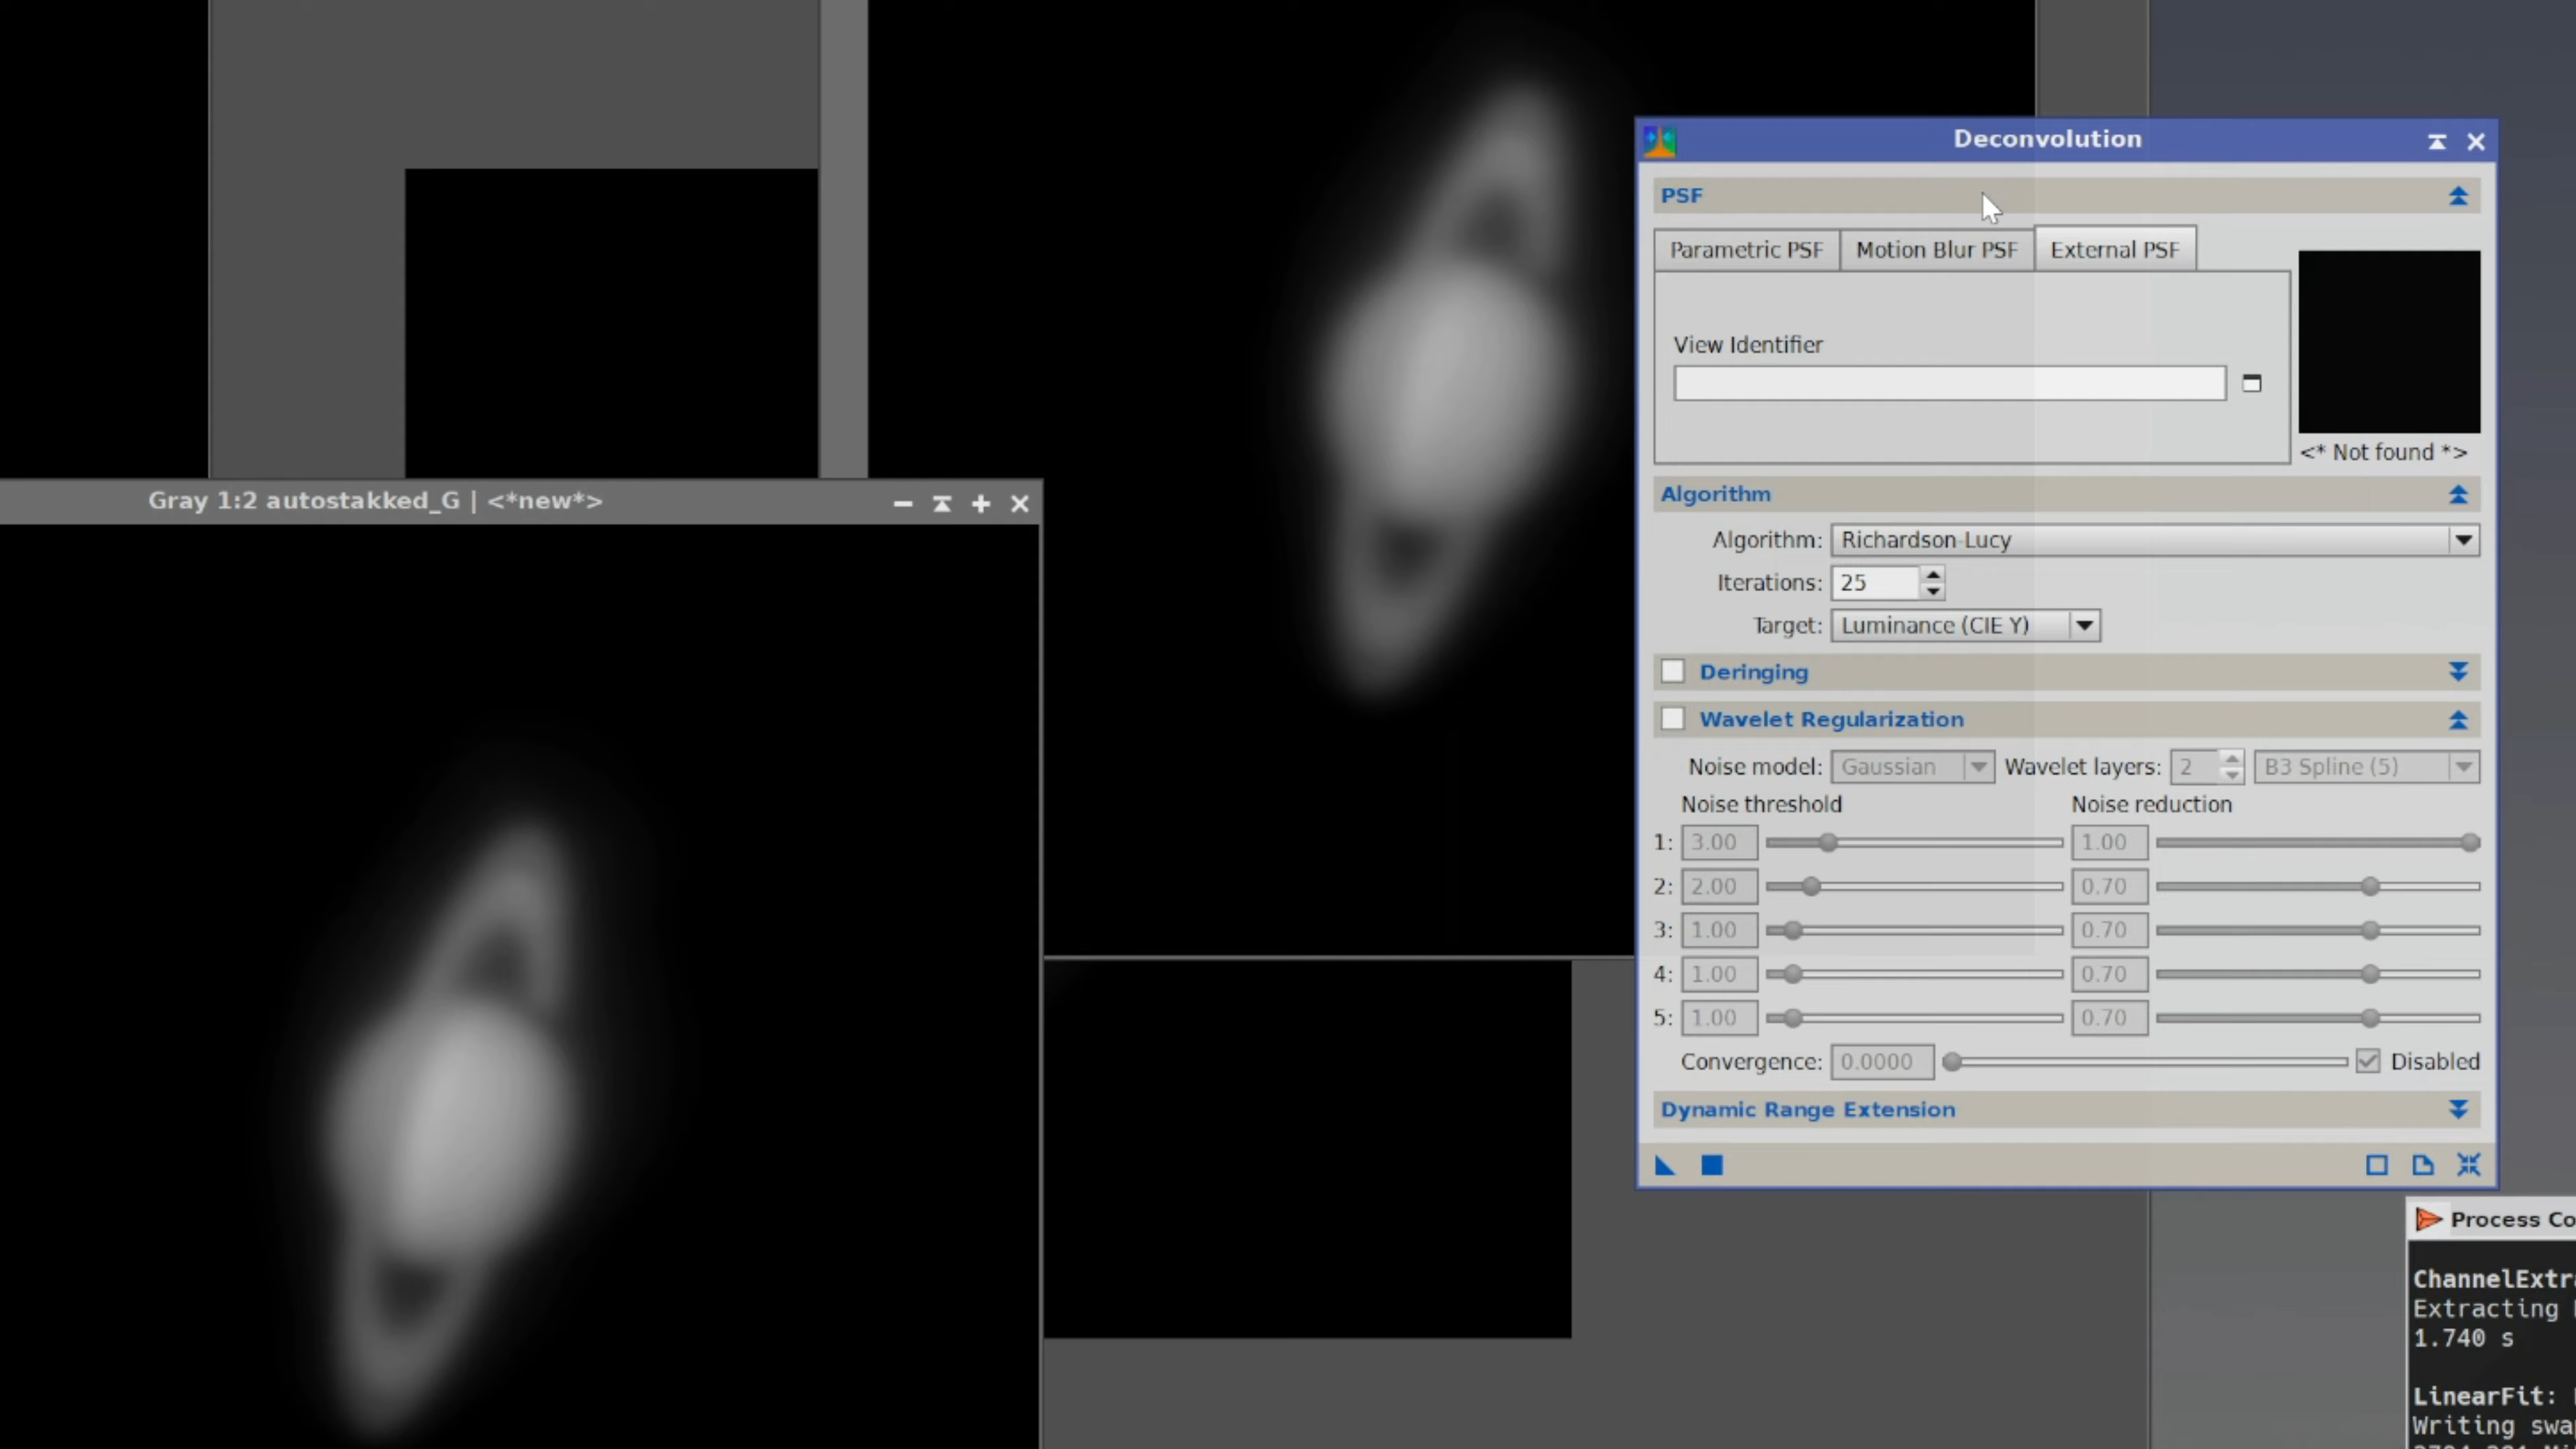 Deconvolution
PSF
Parametric PSF Motion Blur PSF External PSF
View Identifier
<* Not found *>
Gray 1:2 autostakked_G | <*new*>
Algorithm
Algorithm: Richardson-Lucy
Iterations: 25
Target: Luminance (CIE Y)
Deringing
Wavelet Regularization
Noise model: Gaussian Wavelet layers: 2 B3 Spline (5)
Noise threshold Noise reduction
1: 3.00 1.00
2: 2.00 0.70
3: 1.00 0.70
4: 1.00 0.70
5: 1.00 0.70
Convergence: 0.0000 Disabled
Dynamic Range Extension
Process Co
ChannelExtr
Extracting
1.740 s
LinearFit:
Writing swa